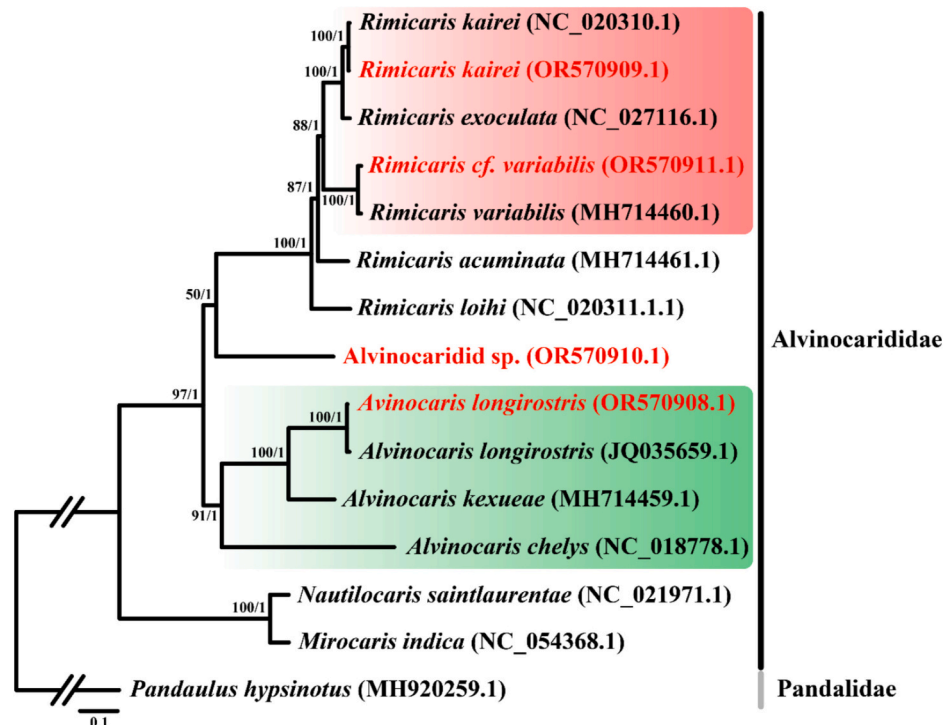 Rimicaris kairei (NC_020310.1)
100/1
Rimicaris kairei (OR570909.1)
100/1
Rimicaris exoculata (NC_027116.1)
88/1
Rimicaris cf. variabilis (OR570911.1)
87/1
100/1
Rimicaris variabilis (MH714460.1)
100/1
Rimicaris acuminata (MH714461.1)
50/1
Rimicaris loihi (NC_020311.1.1)
Alvinocarididae
Alvinocaridid sp. (OR570910.1)
97/1
Avinocaris longirostris (OR570908.1)
100/1
100/1
Alvinocaris longirostris (JQ035659.1)
Alvinocaris kexueae (MH714459.1)
91/1
Alvinocaris chelys (NC_018778.1)
Nautilocaris saintlaurentae (NC_021971.1)
100/1
Mirocaris indica (NC_054368.1)
Pandaulus hypsinotus (MH920259.1)
Pandalidae
0.1